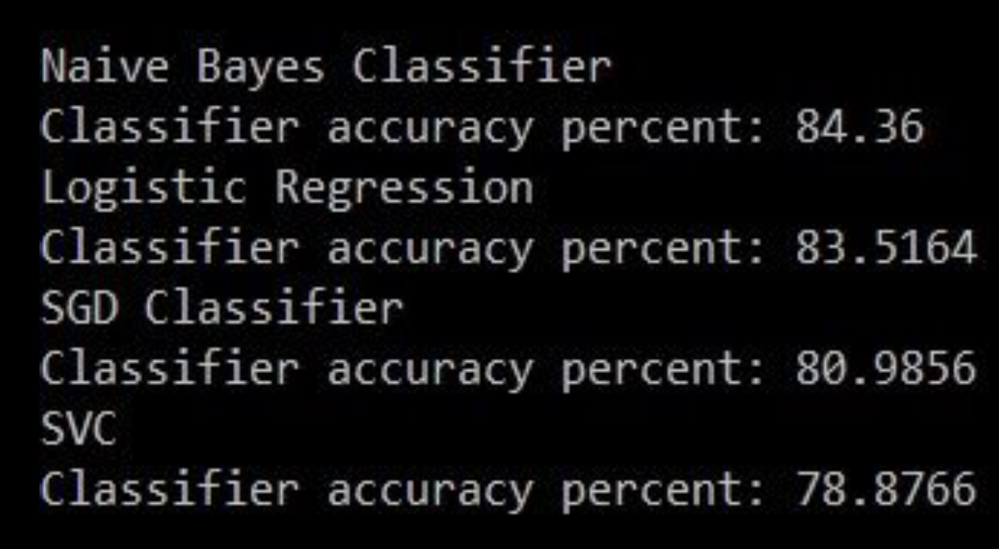 Naive Bayes Classifier
Classifier accuracy percent: 84.36
Logistic Regression
Classifier accuracy percent: 83.5164
SGD Classifier
Classifier accuracy percent: 80.9856
SVC
Classifier accuracy percent: 78.8766